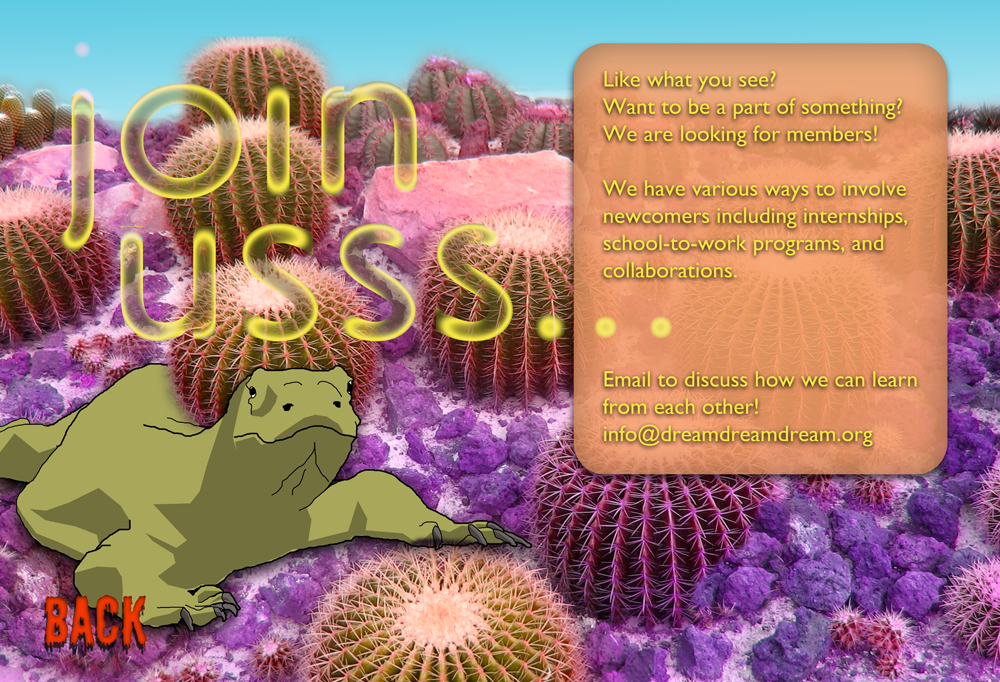 join
usss. . . .
Like what you see?
Want to be a part of something?
We are looking for members!
We have various ways to involve
newcomers including internships,
school-to-work programs, and
collaborations.
Email to discuss how we can learn
from each other!
info@dreamdreamdream.org
BACK